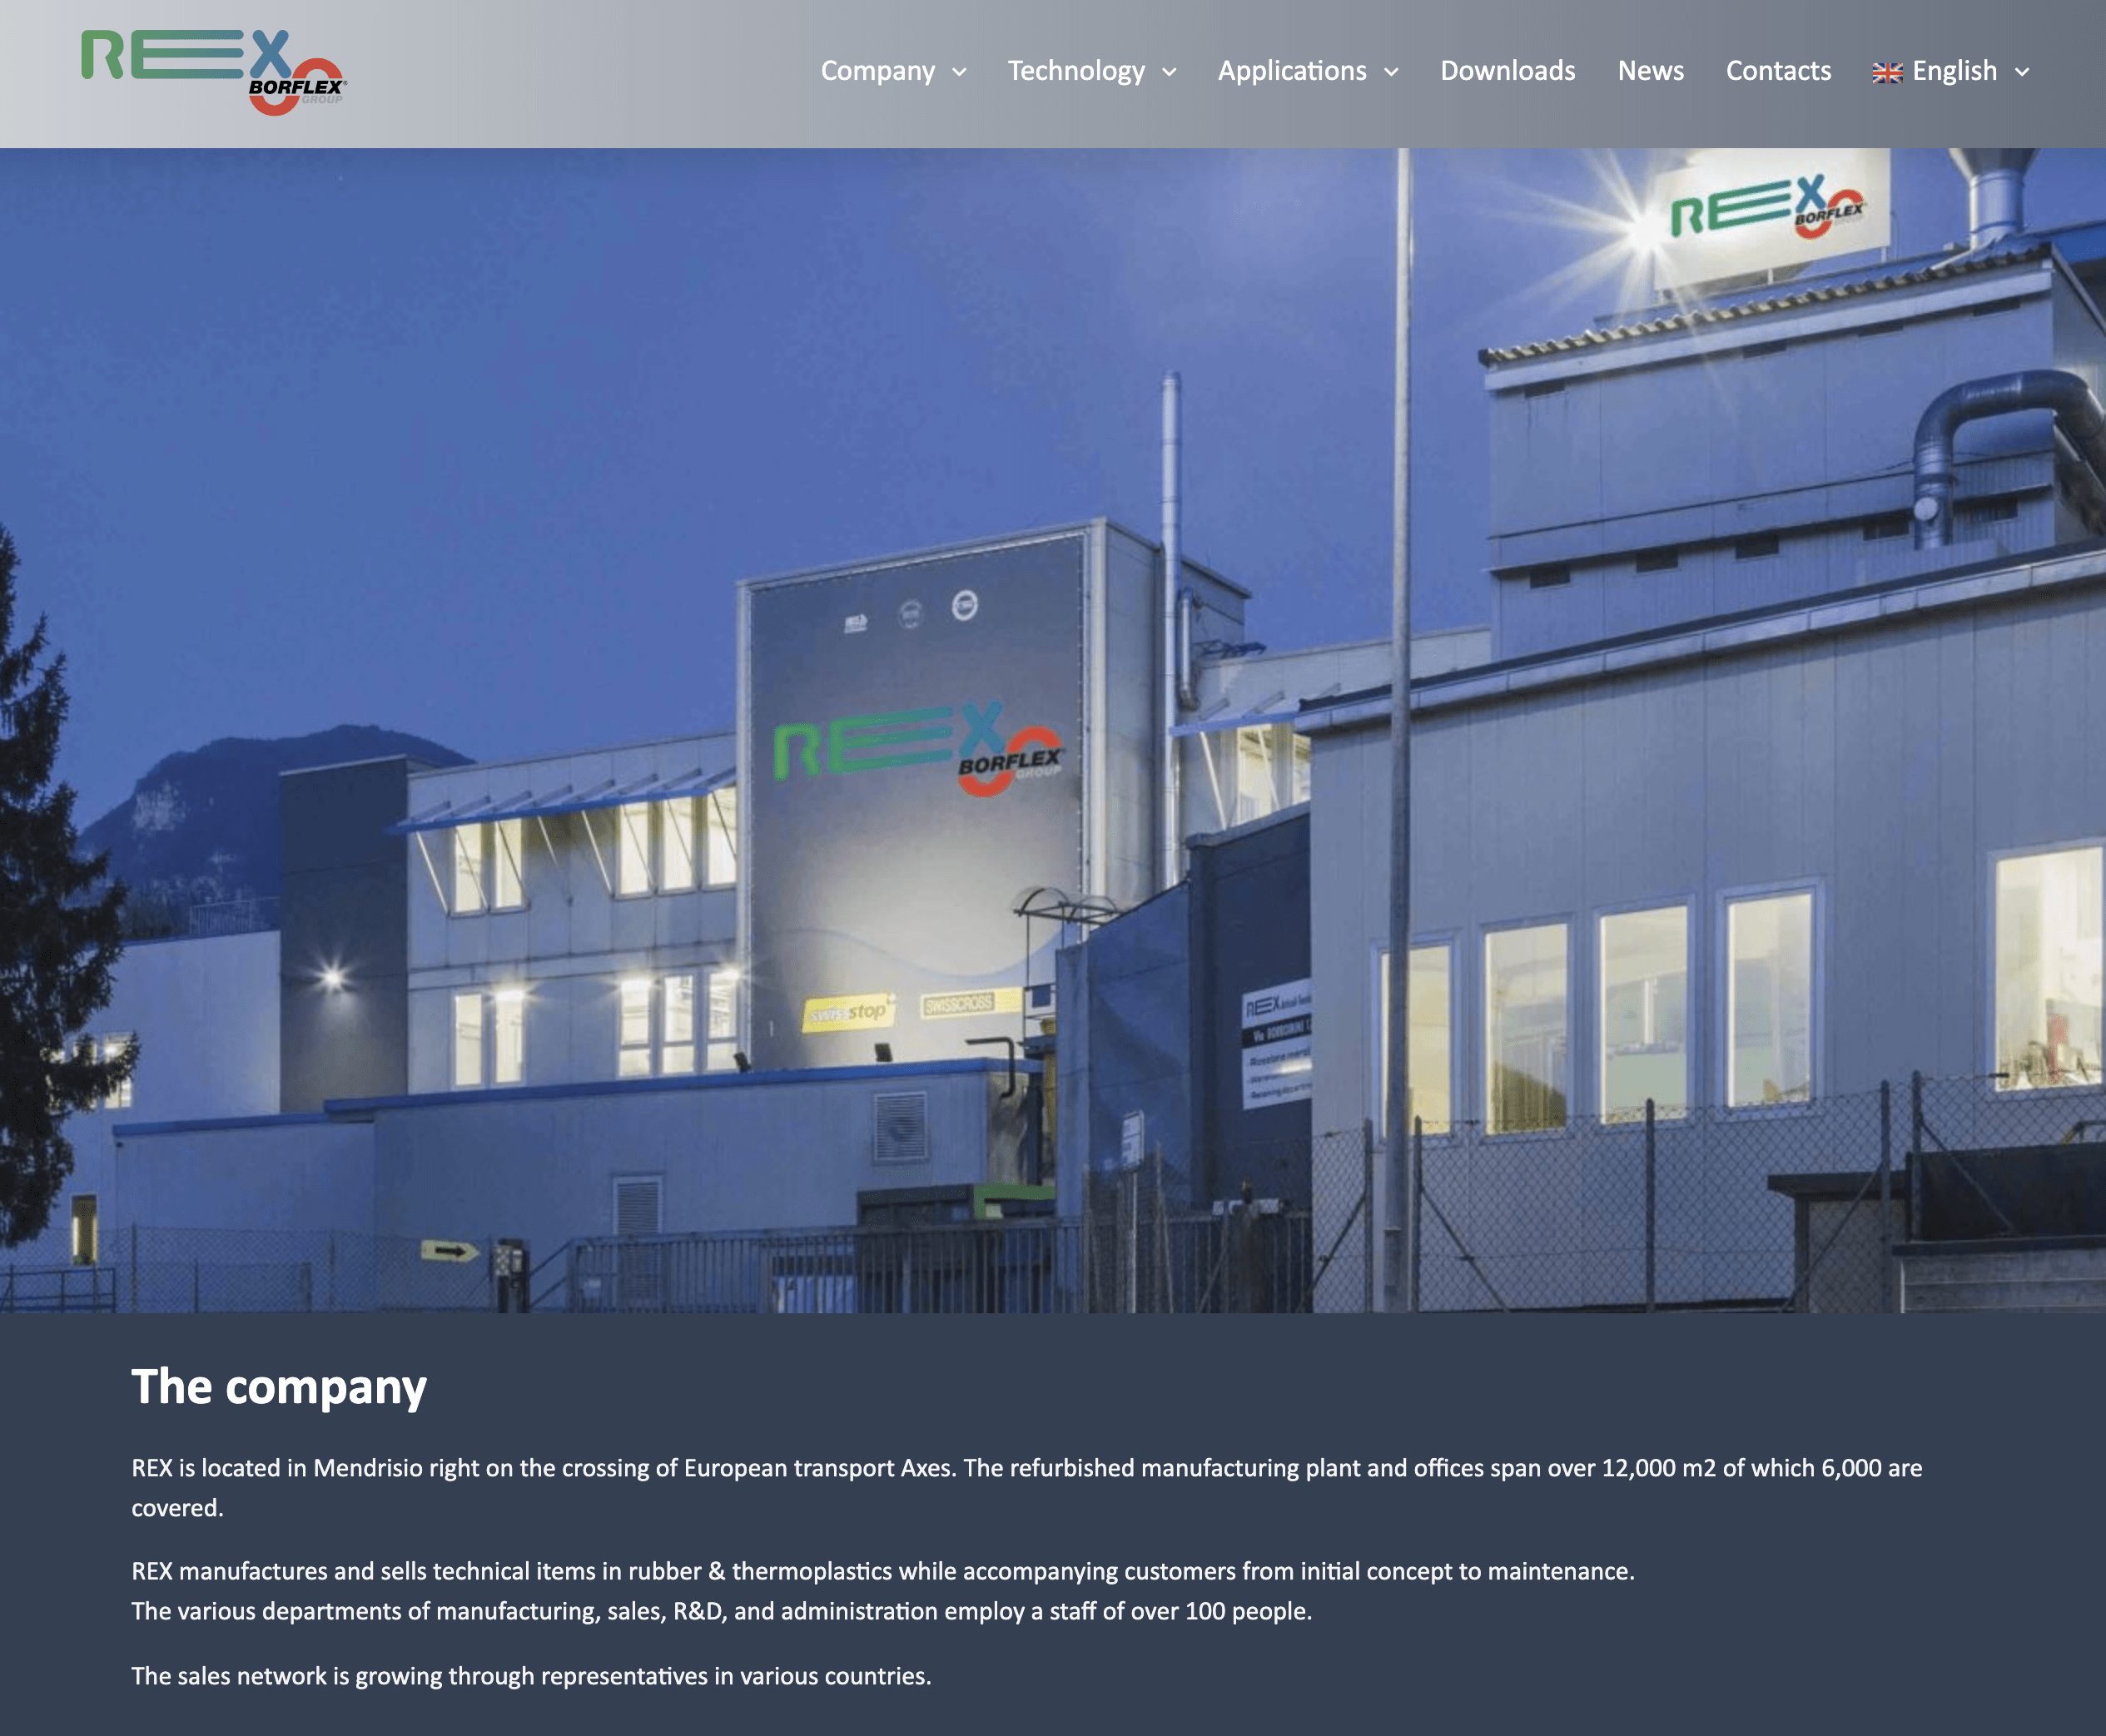 REX
BORFLEX
GROUP
Company
Technology
Applications
Downloads
News
Contacts
English
REX
BORFLEX
REX
BORFLEX
GROUP
swissstop
SWISSCROSS
REX
The company
REX is located in Mendrisio right on the crossing of European transport Axes. The refurbished manufacturing plant and offices span over 12,000 m2 of which 6,000 are
covered.
REX manufactures and sells technical items in rubber & thermoplastics while accompanying customers from initial concept to maintenance.
The various departments of manufacturing, sales, R&D, and administration employ a staff of over 100 people.
The sales network is growing through representatives in various countries.